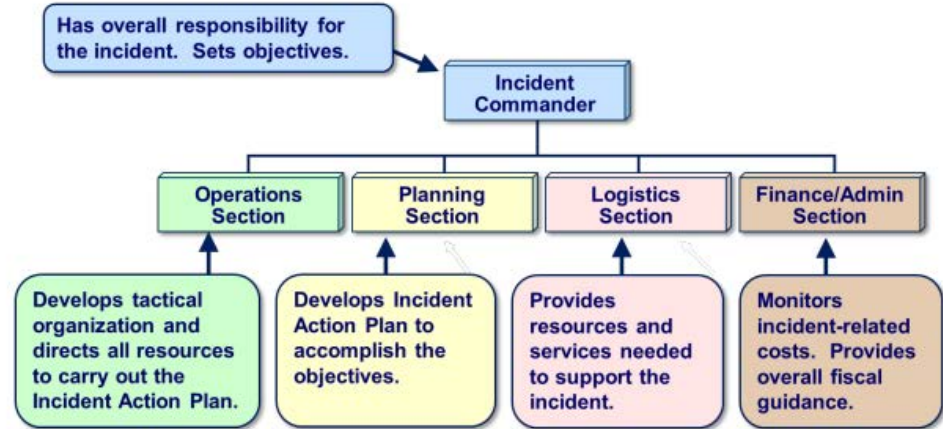 Has overall responsibility for
the incident. Sets objectives.
Incident
Commander
Operations
Section
Planning
Section
Logistics
Section
Finance/Admin
Section
Develops tactical
organization and
directs all resources
to carry out the
Incident Action Plan.
Develops Incident
Action Plan to
accomplish the
objectives.
Provides
resources and
services needed
to support the
incident.
Monitors
incident-related
costs. Provides
overall fiscal
guidance.